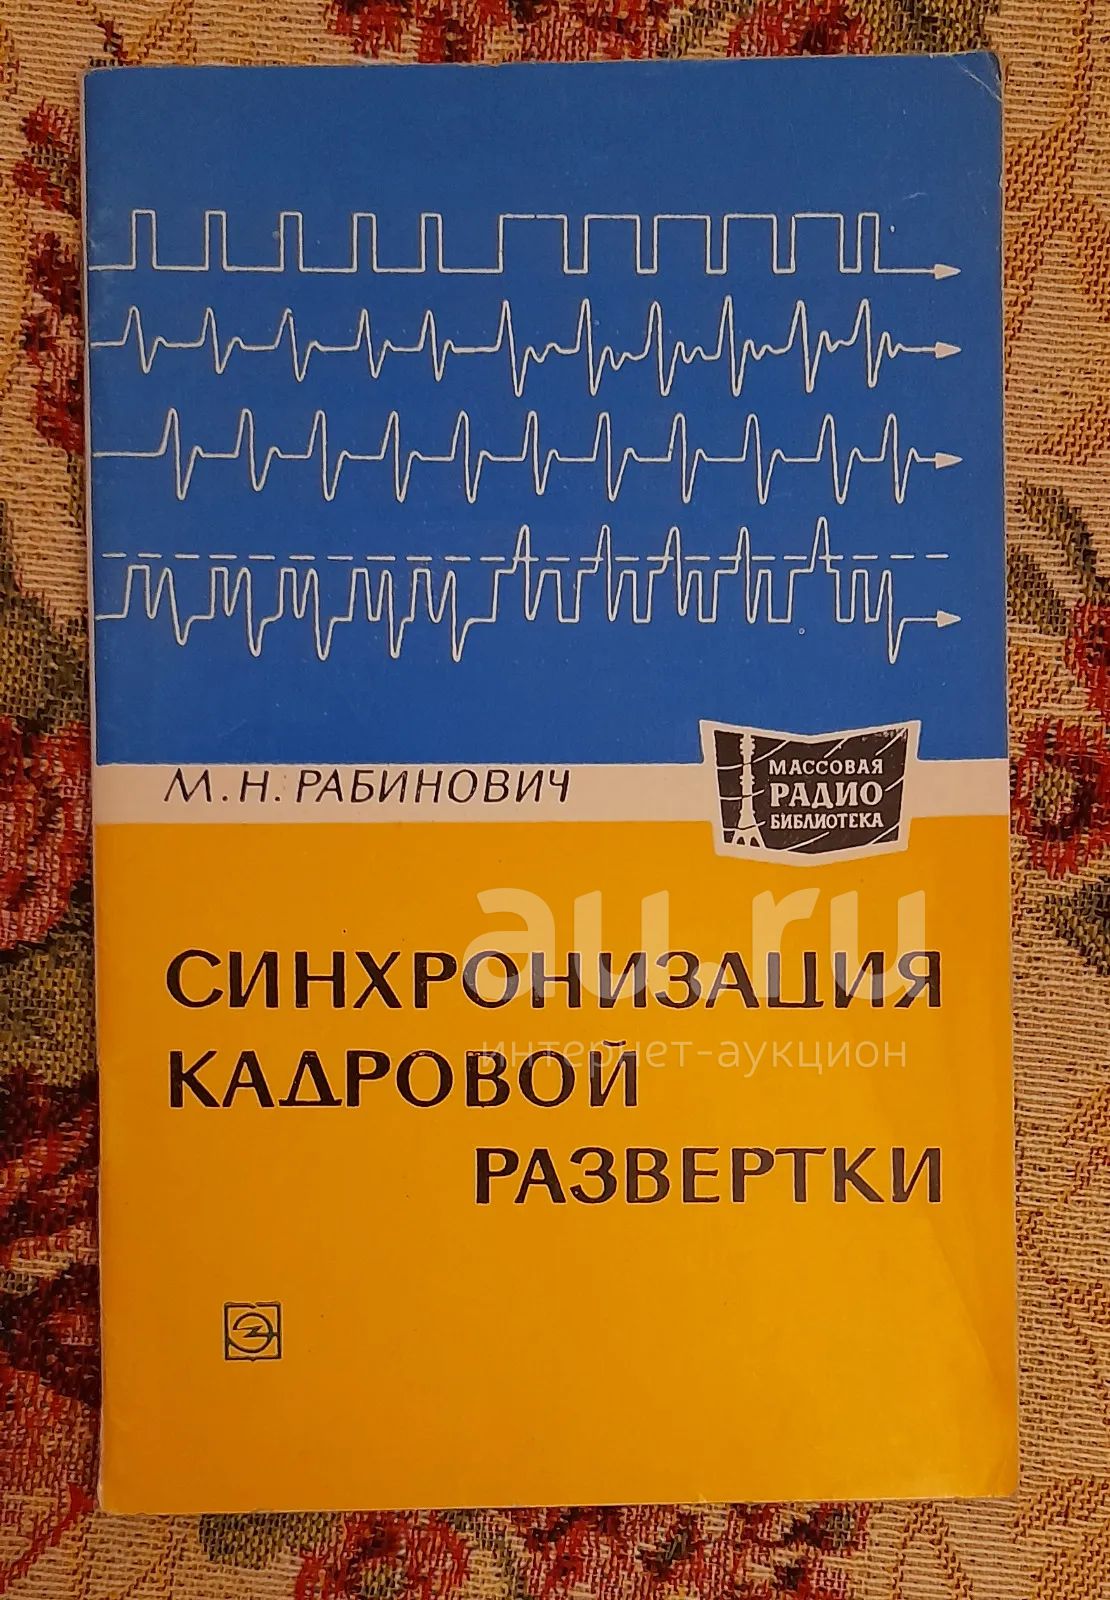 М.Н. РАБИНОВИЧ
МАССОВАЯ
РАДИО
БИБЛИОТЕКА
au.ru
СИНХРОНИЗАЦИЯ
интернет-аукцион
КАДРОВОЙ
РАЗВЕРТКИ